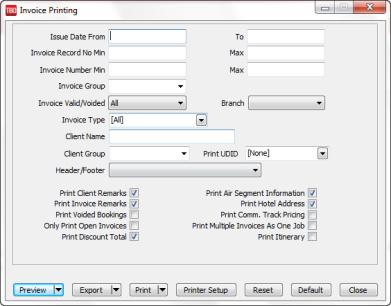 TBO Invoice Printing
Issue Date From To
Invoice Record No Min Max
Invoice Number Min Max
Invoice Group
Invoice Valid/Voided All Branch
Invoice Type [All]
Client Name
Client Group Print UDID [None]
Header/Footer
Print Client Remarks Print Air Segment Information
Print Invoice Remarks Print Hotel Address
Print Voided Bookings Print Comm. Track Pricing
Only Print Open Invoices Print Multiple Invoices As One Job
Print Discount Total Print Itinerary
Preview Export Print Printer Setup Reset Default Close